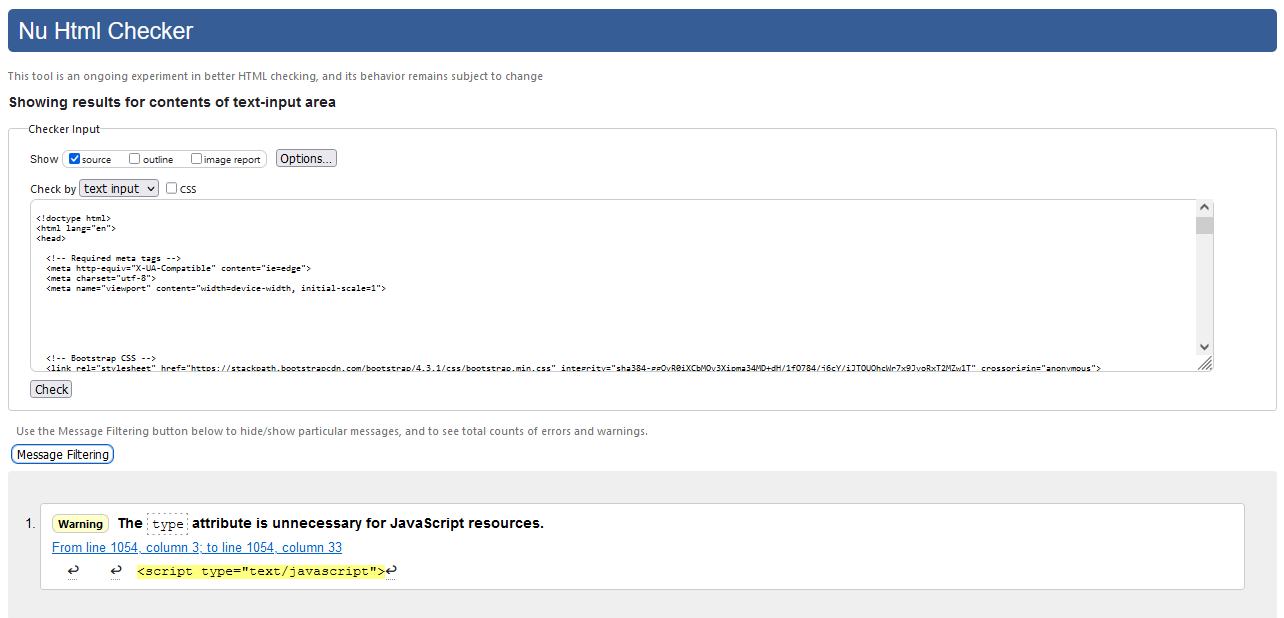 Nu Html Checker
This tool is an ongoing experiment in better HTML checking, and its behavior remains subject to change
Showing results for contents of text-input area
Checker Input
Show source outline image report Options...
Check by text input css
<!doctype html>
<html lang="en">
<head>
<!-- Required meta tags -->
<meta http-equiv="X-UA-Compatible" content="ie=edge">
<meta charset="utf-8">
<meta name="viewport" content="width=device-width, initial-scale=1">
<!-- Bootstrap CSS -->
<link rel="stylesheet" href="https://stackpath.bootstrapcdn.com/bootstrap/4.3.1/css/bootstrap.min.css" integrity= crossorigin="anonymous">
Check
Use the Message Filtering button below to hide/show particular messages, and to see total counts of errors and warnings.
Message Filtering
1. Warning The type attribute is unnecessary for JavaScript resources.
From line 1054, column 3; to line 1054, column 33
↩ ↩ <script type="text/javascript">↩